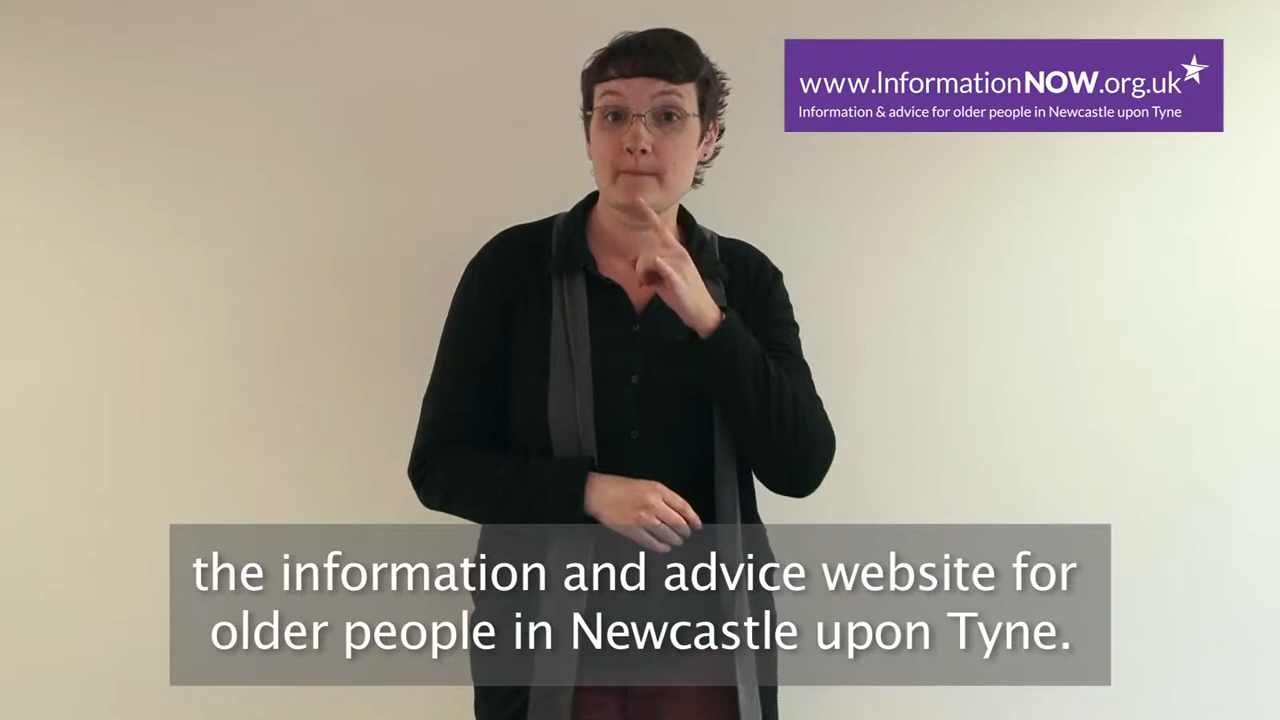 www.InformationNOW.org.uk
Information & advice for older people in Newcastle upon Tyne
the information and advice website for
older people in Newcastle upon Tyne.